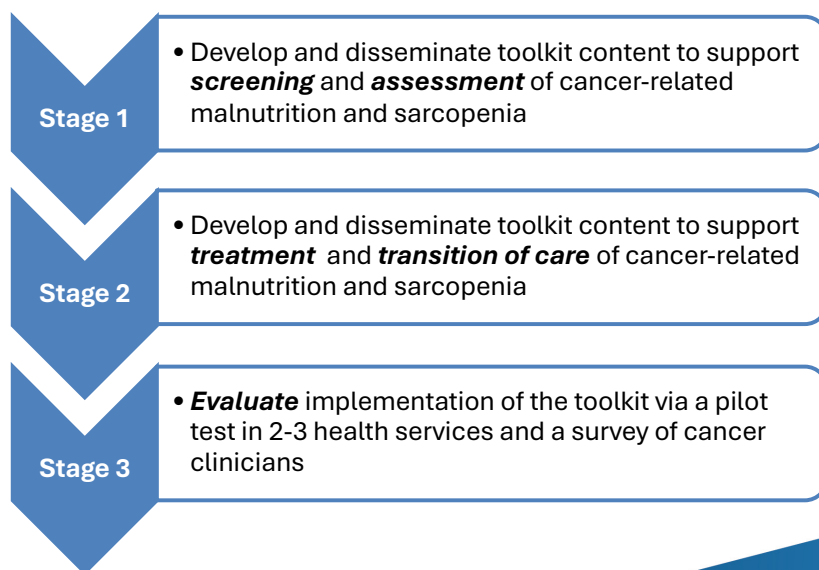 Stage 1
• Develop and disseminate toolkit content to support
screening and assessment of cancer-related
malnutrition and sarcopenia
Stage 2
• Develop and disseminate toolkit content to support
treatment and transition of care of cancer-related
malnutrition and sarcopenia
Stage 3
• Evaluate implementation of the toolkit via a pilot
test in 2-3 health services and a survey of cancer
clinicians